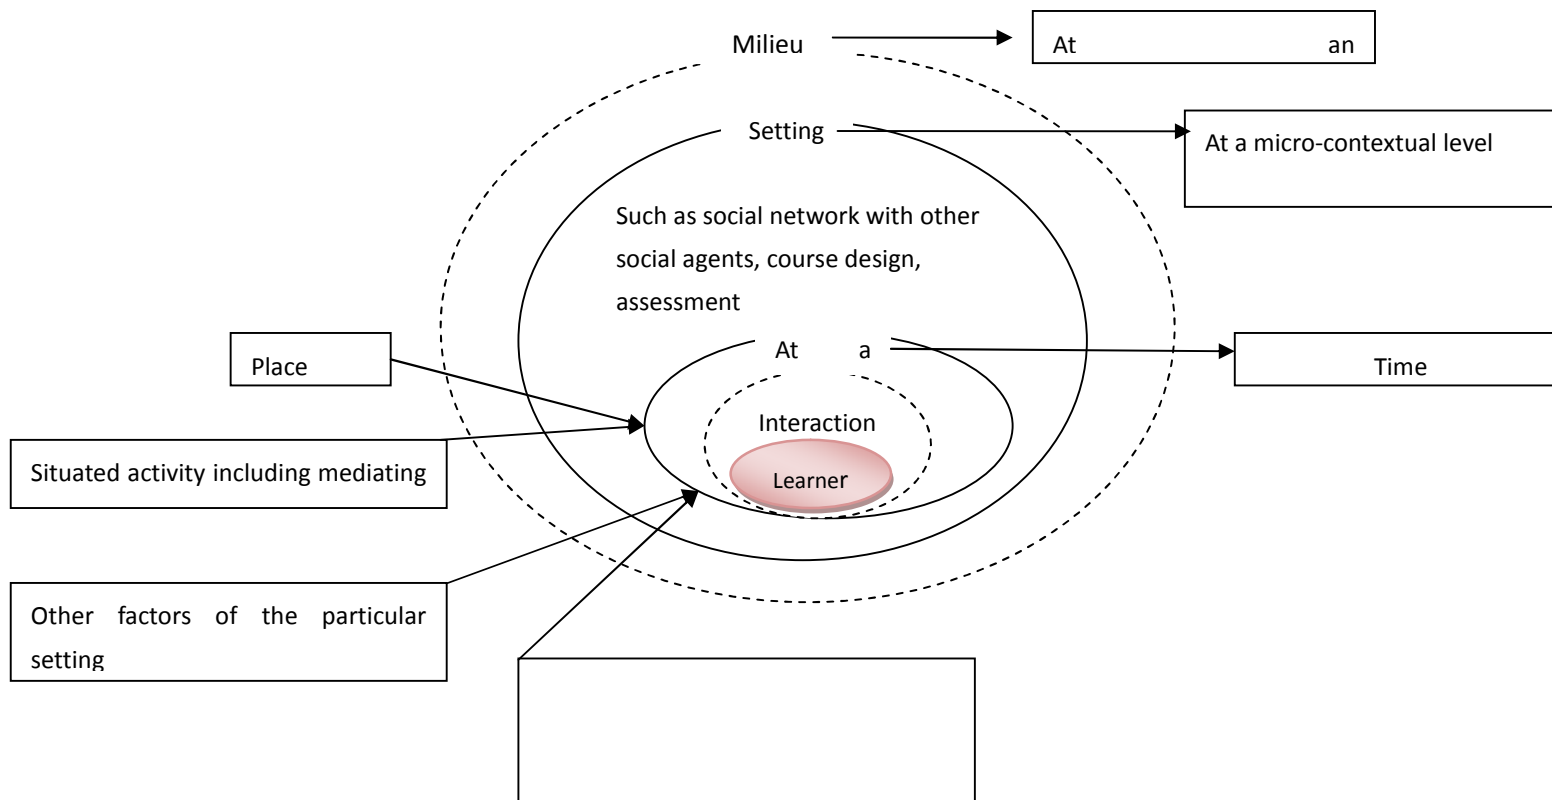 Milieu
At an
Setting
At a micro-contextual level
Such as social network with other
social agents, course design,
assessment
At a
Time
Place
Interaction
Learner
Situated activity including mediating
Other factors of the particular
setting